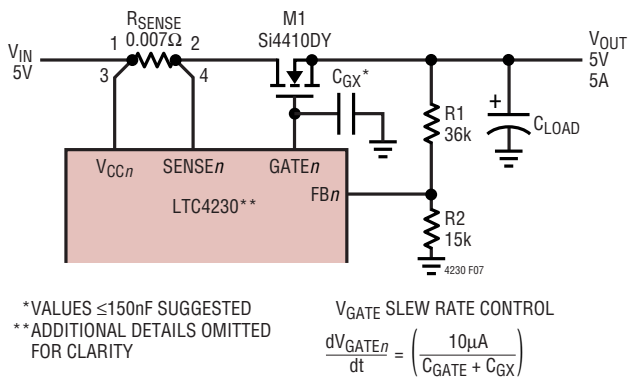 R_SENSE
0.007Ω
M1
Si4410DY
V_IN
5V
1
2
3
4
C_GX*
V_OUT
5V
5A
R1
36k
+
C_LOAD
V_CCn
SENSEn
GATEn
LTC4230**
FBn
R2
15k
4230 F07
*VALUES ≤150nF SUGGESTED
**ADDITIONAL DETAILS OMITTED
FOR CLARITY
V_GATE SLEW RATE CONTROL
dV_GATEn/dt = (10µA/(C_GATE + C_GX))